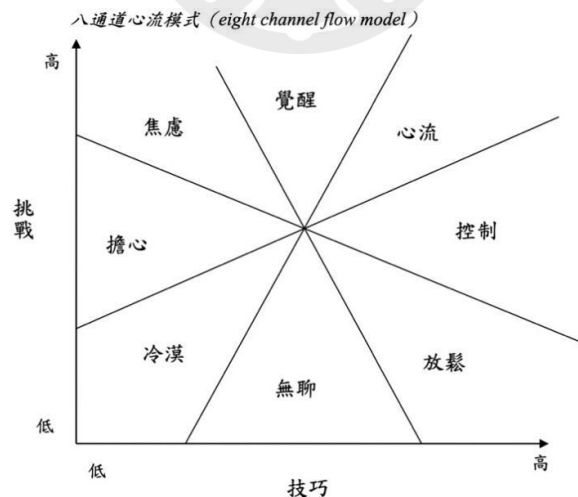 八通道心流模式（eight channel flow model）
高
覺醒
焦慮
心流
挑戰
擔心
控制
冷漠
放鬆
無聊
低
低
高
技巧